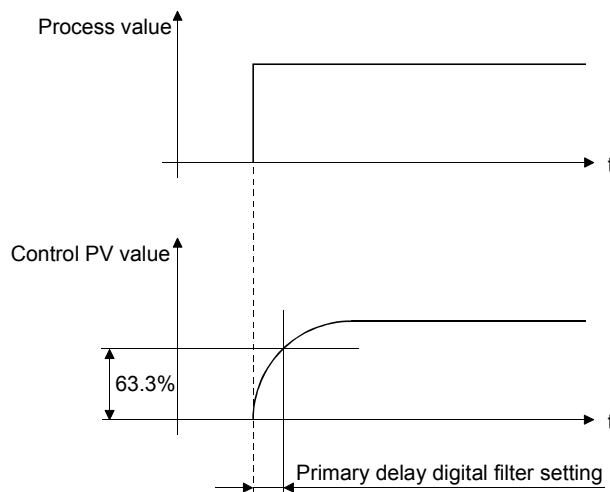 Process value
t
Control PV value
63.3%
t
Primary delay digital filter setting